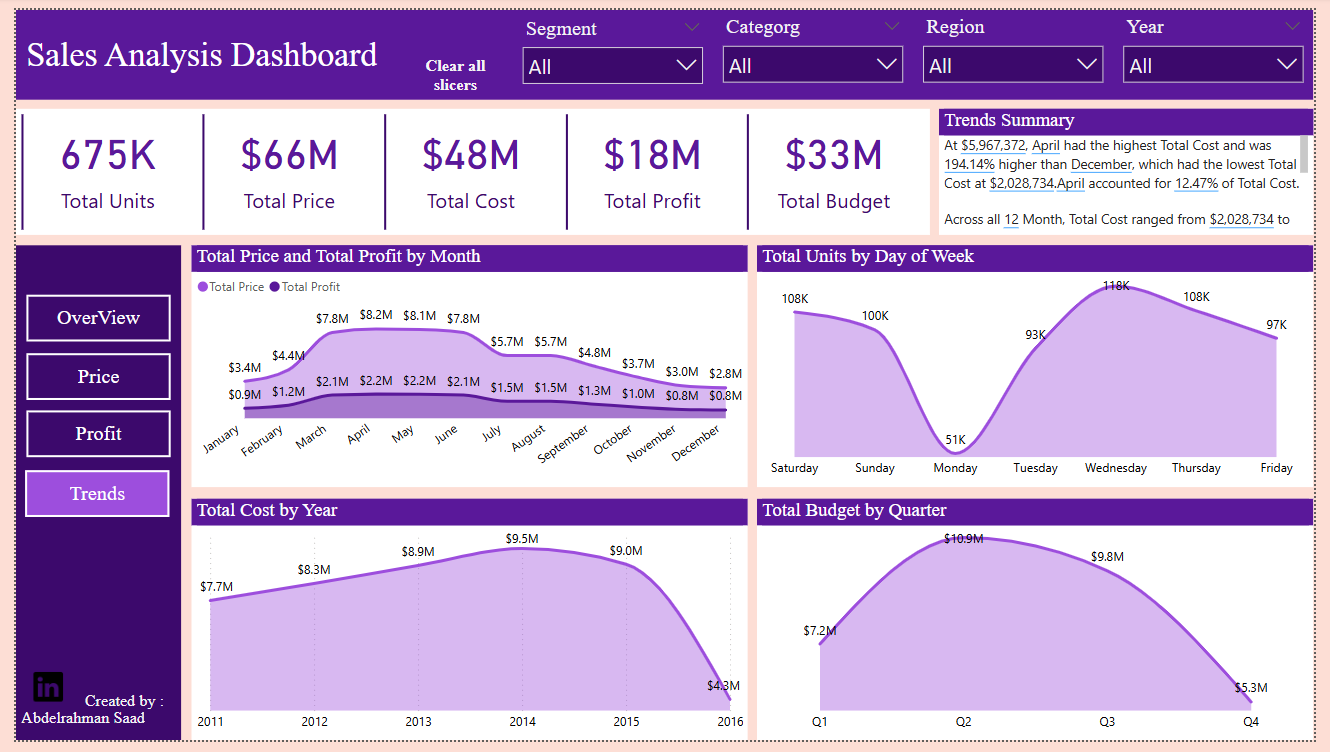 Sales Analysis Dashboard
Clear all
slicers
Segment
All
Categorg
All
Region
All
Year
All
675K
Total Units
$66M
Total Price
$48M
Total Cost
$18M
Total Profit
$33M
Total Budget
Trends Summary
At $5,967,372, April had the highest Total Cost and was
194.14% higher than December, which had the lowest Total
Cost at $2,028,734.April accounted for 12.47% of Total Cost.
Across all 12 Month, Total Cost ranged from $2,028,734 to
OverView
Price
Profit
Trends
in
Created by :
Abdelrahman Saad
Total Price and Total Profit by Month
Total Price Total Profit
$3.4M $4.4M $7.8M $8.2M $8.1M $7.8M $5.7M $5.7M $4.8M $3.7M $3.0M $2.8M
$0.9M $1.2M $2.1M $2.2M $2.2M $2.1M $1.5M $1.5M $1.3M $1.0M $0.8M $0.8M
January February March April May June July August September October November December
Total Units by Day of Week
108K 100K 51K 93K 118K 108K 97K
Saturday Sunday Monday Tuesday Wednesday Thursday Friday
Total Cost by Year
$7.7M $8.3M $8.9M $9.5M $9.0M $4.3M
2011 2012 2013 2014 2015 2016
Total Budget by Quarter
$7.2M $10.9M $9.8M $5.3M
Q1 Q2 Q3 Q4